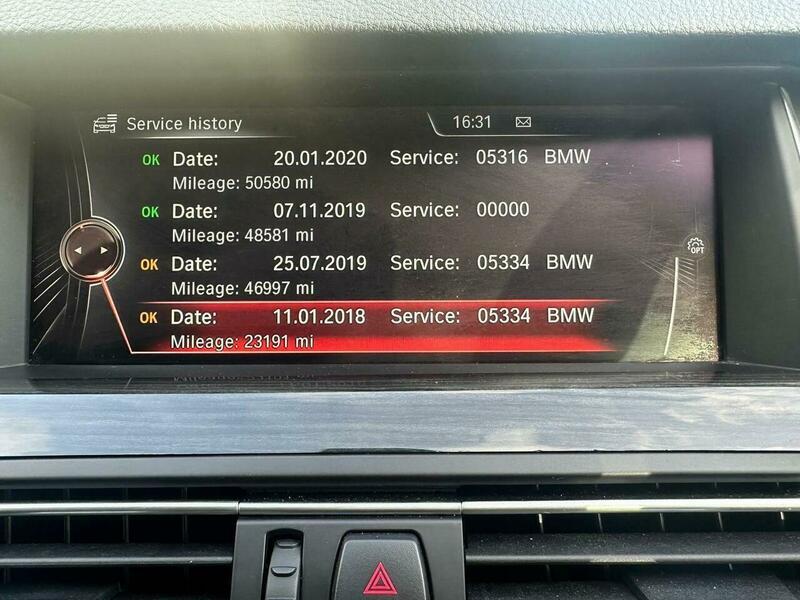 Service history 16:31
OK Date: 20.01.2020 Service: 05316 BMW
Mileage: 50580 mi
OK Date: 07.11.2019 Service: 00000
Mileage: 48581 mi
OPT
OK Date: 25.07.2019 Service: 05334 BMW
Mileage: 46997 mi
OK Date: 11.01.2018 Service: 05334 BMW
Mileage: 23191 mi